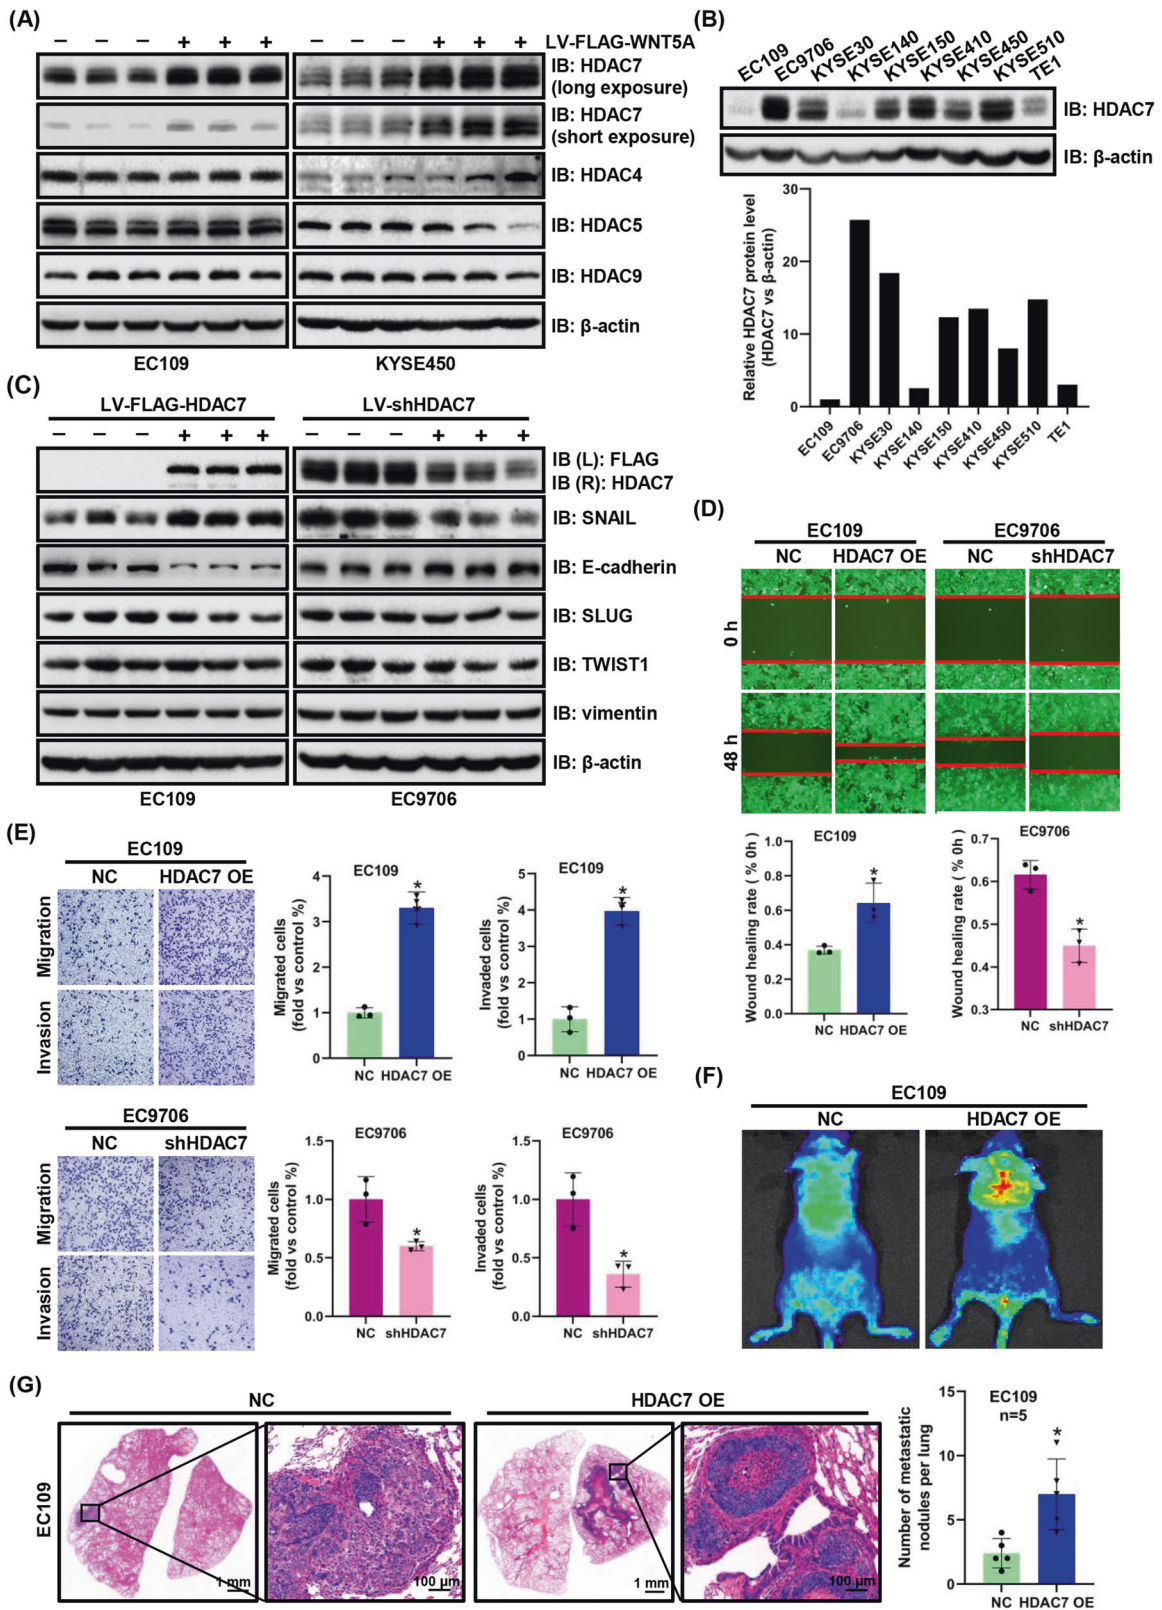 (A)
− − − + + + − − − + + + LV-FLAG-WNT5A
IB: HDAC7
(long exposure)
IB: HDAC7
(short exposure)
IB: HDAC4
IB: HDAC5
IB: HDAC9
IB: β-actin
EC109 KYSE450
(B)
EC109 EC9706 KYSE30 KYSE140 KYSE150 KYSE410 KYSE450 KYSE510 TE1
IB: HDAC7
IB: β-actin
Relative HDAC7 protein level
(HDAC7 vs β-actin)
30
20
10
0
EC109 EC9706 KYSE30 KYSE140 KYSE150 KYSE410 KYSE450 KYSE510 TE1
(C)
LV-FLAG-HDAC7 LV-shHDAC7
− − − + + + − − − + + +
IB (L): FLAG
IB (R): HDAC7
IB: SNAIL
IB: E-cadherin
IB: SLUG
IB: TWIST1
IB: vimentin
IB: β-actin
EC109 EC9706
(D)
EC109 EC9706
NC HDAC7 OE NC shHDAC7
0 h
48 h
EC109
Wound healing rate ( % 0h)
1.0
0.8
0.6
0.4
0.2
0.0
*
NC HDAC7 OE
EC9706
Wound healing rate ( % 0h)
0.7
0.6
0.5
0.4
0.3
*
NC shHDAC7
(E)
EC109
NC HDAC7 OE
Migration
Invasion
EC109
Migrated cells
(fold vs control %)
4
3
2
1
0
*
NC HDAC7 OE
EC109
Invaded cells
(fold vs control %)
5
4
3
2
1
0
*
NC HDAC7 OE
EC9706
NC shHDAC7
Migration
Invasion
EC9706
Migrated cells
(fold vs control %)
1.5
1.0
0.5
0.0
*
NC shHDAC7
EC9706
Invaded cells
(fold vs control %)
1.5
1.0
0.5
0.0
*
NC shHDAC7
(F)
EC109
NC HDAC7 OE
(G)
NC HDAC7 OE
EC109
1 mm 100 μm 1 mm 100 μm
EC109
n=5
Number of metastatic
nodules per lung
15
10
5
0
*
NC HDAC7 OE